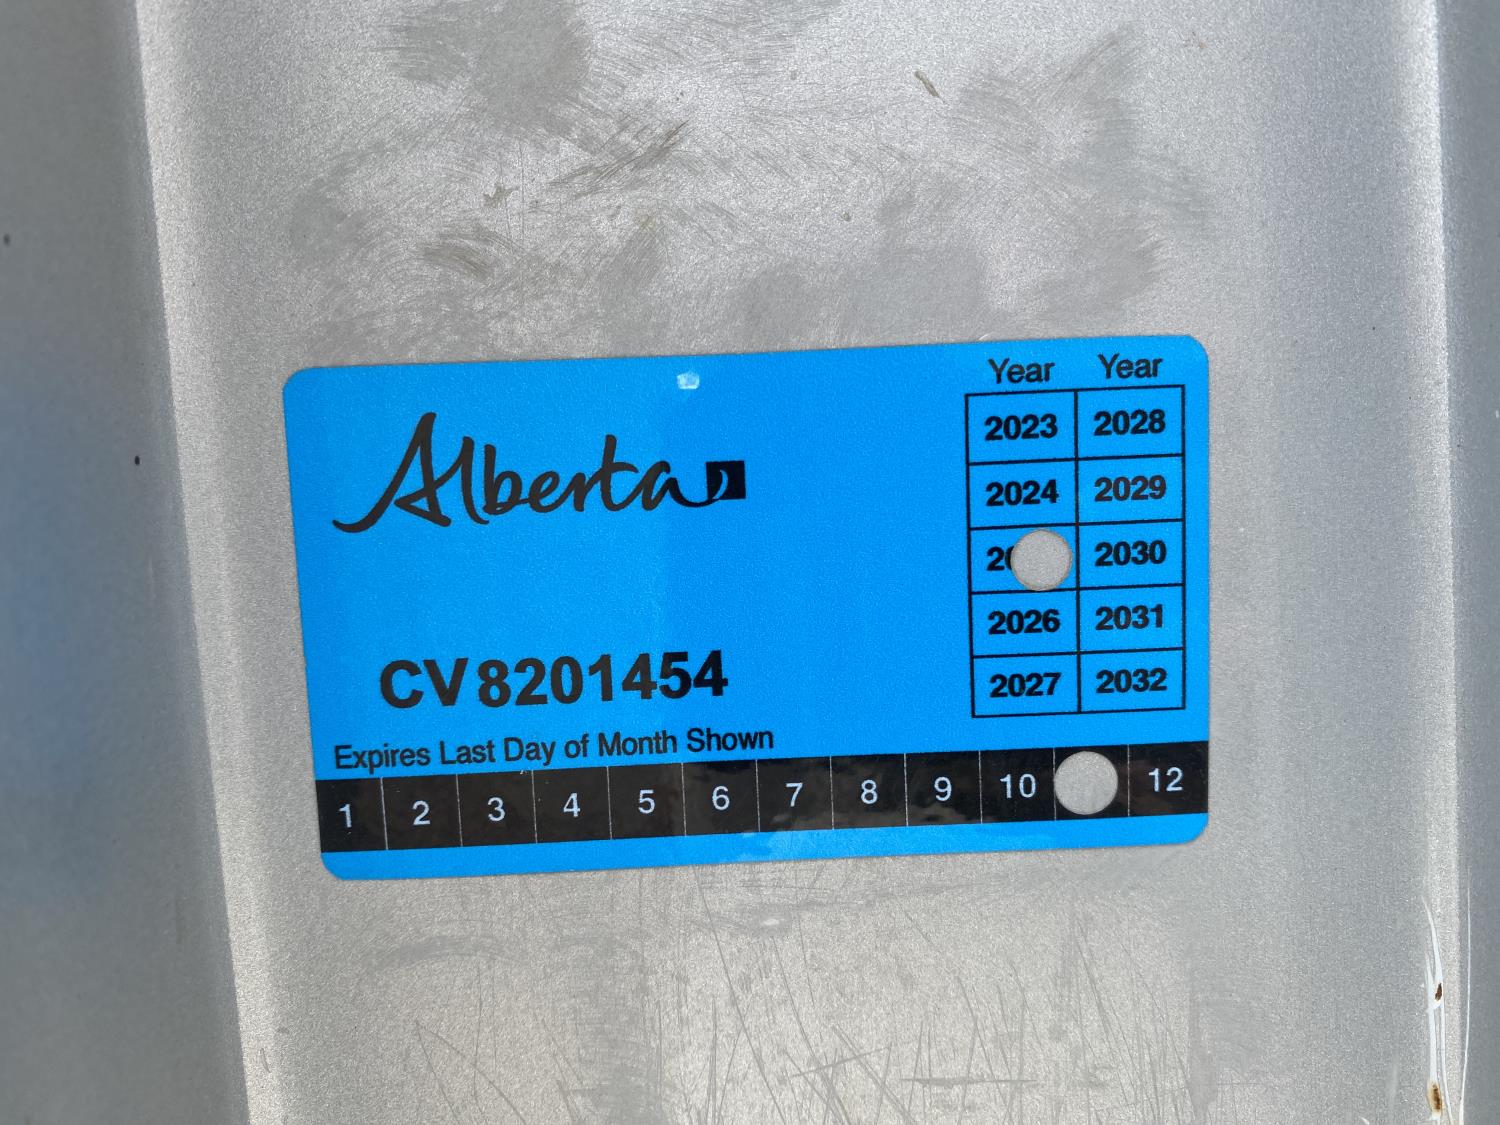 Alberta
Year Year
2023 2028
2024 2029
20 2030
2026 2031
2027 2032
CV8201454
Expires Last Day of Month Shown
1 2 3 4 5 6 7 8 9 10 12